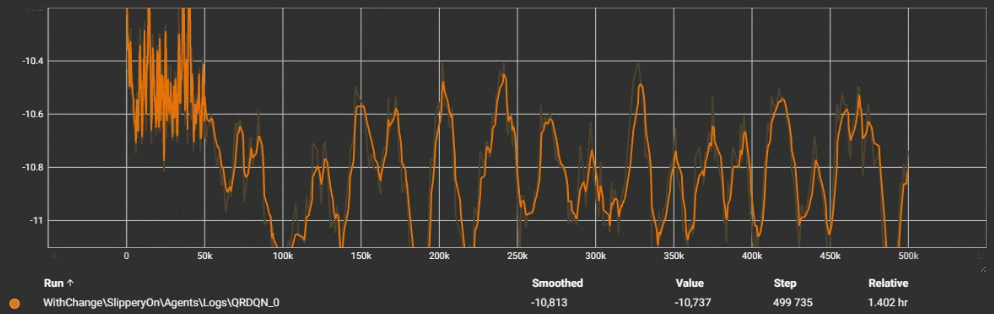 -10.4
-10.6
-10.8
-11
0 50k 100k 150k 200k 250k 300k 350k 400k 450k 500k
Run ↑ Smoothed Value Step Relative
WithChange\SlipperyOn\Agents\Logs\QRDQN_0 -10,813 -10,737 499 735 1.402 hr